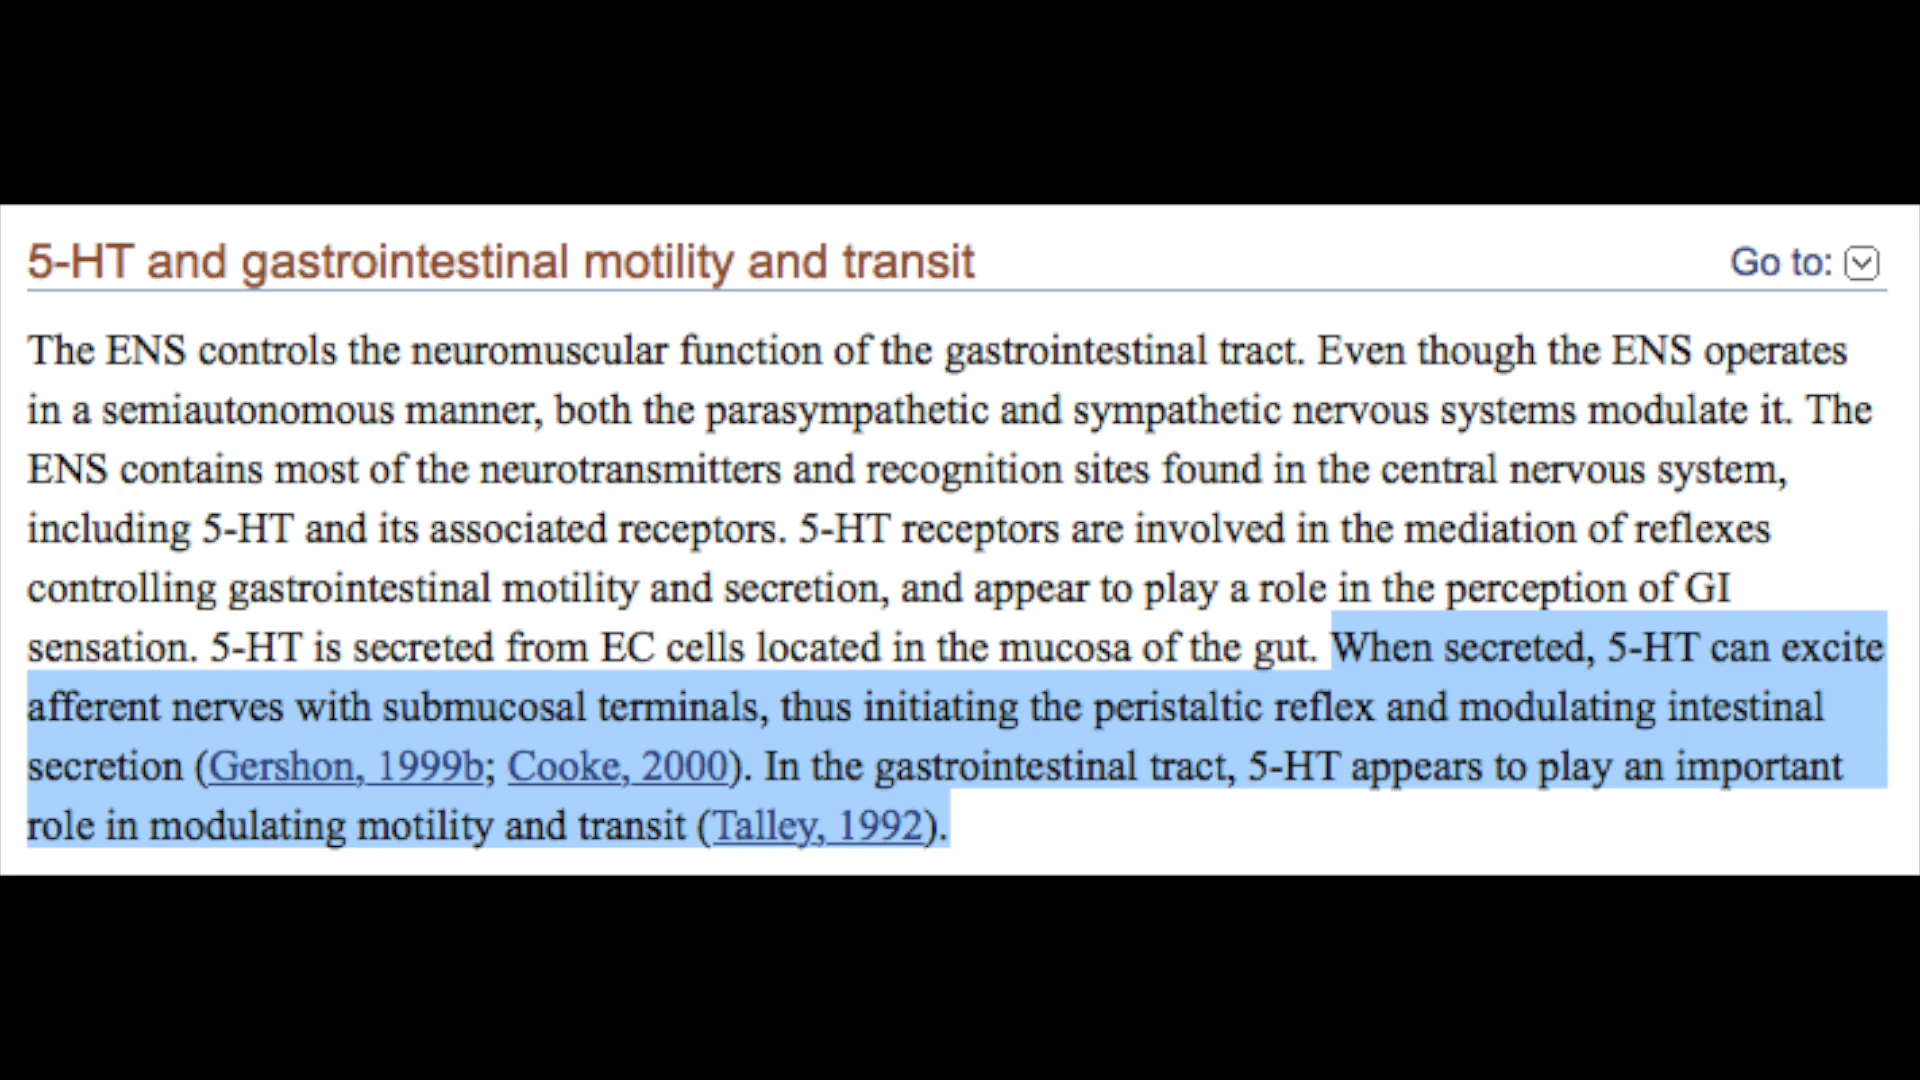 5-HT and gastrointestinal motility and transit
Go to:
The ENS controls the neuromuscular function of the gastrointestinal tract. Even though the ENS operates
in a semiautonomous manner, both the parasympathetic and sympathetic nervous systems modulate it. The
ENS contains most of the neurotransmitters and recognition sites found in the central nervous system,
including 5-HT and its associated receptors. 5-HT receptors are involved in the mediation of reflexes
controlling gastrointestinal motility and secretion, and appear to play a role in the perception of GI
sensation. 5-HT is secreted from EC cells located in the mucosa of the gut. When secreted, 5-HT can excite
afferent nerves with submucosal terminals, thus initiating the peristaltic reflex and modulating intestinal
secretion (Gershon, 1999b; Cooke, 2000). In the gastrointestinal tract, 5-HT appears to play an important
role in modulating motility and transit (Talley, 1992).